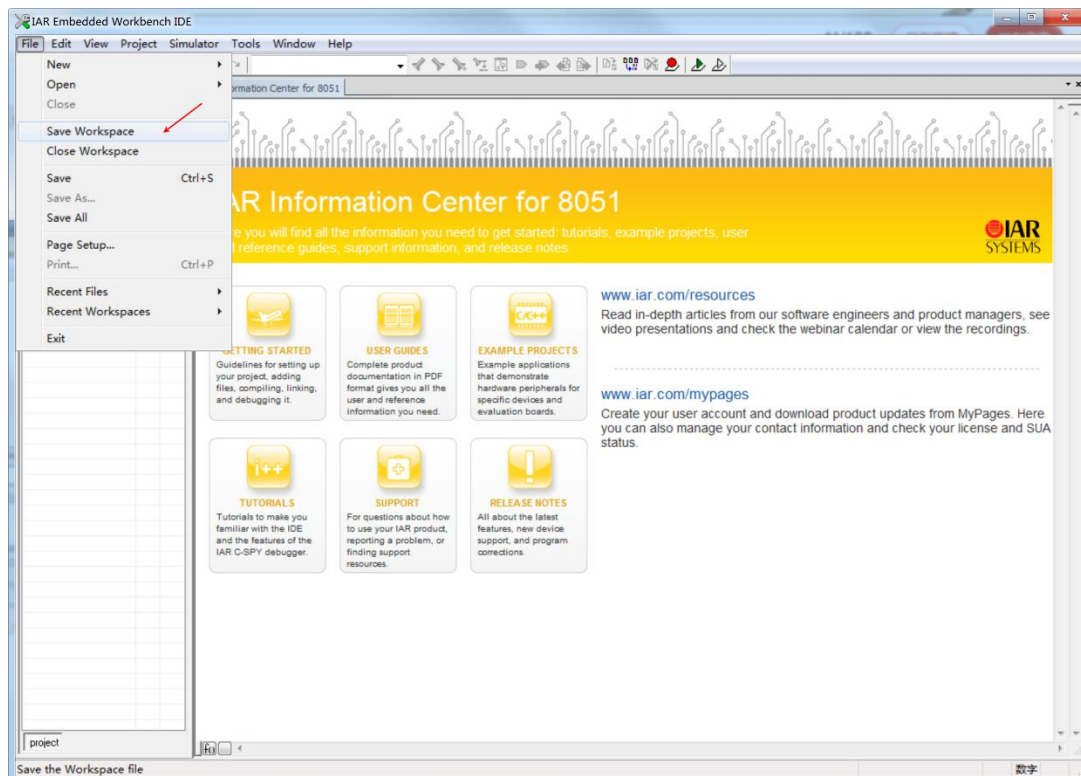 IAR Embedded Workbench IDE
File Edit View Project Simulator Tools Window Help
New
Open
Close
Save Workspace
Close Workspace
Save Ctrl+S
Save As...
Save All
Page Setup...
Print... Ctrl+P
Recent Files
Recent Workspaces
Exit
Information Center for 8051
IAR Information Center for 8051
you will find all the information you need to get started: tutorials, example projects, user
reference guides, support information, and release notes.
IAR
SYSTEMS
GETTING STARTED
Guidelines for setting up
your project, adding
files, compiling, linking,
and debugging it.
USER GUIDES
Complete product
documentation in PDF
format gives you all the
user and reference
information you need.
C/C++
EXAMPLE PROJECTS
Example applications
that demonstrate
hardware peripherals for
specific devices and
evaluation boards.
www.iar.com/resources
Read in-depth articles from our software engineers and product managers, see
video presentations and check the webinar calendar or view the recordings.
www.iar.com/mypages
Create your user account and download product updates from MyPages. Here
you can also manage your contact information and check your license and SUA
status.
i++
TUTORIALS
Tutorials to make you
familiar with the IDE
and the features of the
IAR C-SPY debugger.
SUPPORT
For questions about how
to use your IAR product,
reporting a problem, or
finding support
resources.
RELEASE NOTES
All about the latest
features, new device
support, and program
corrections.
project
f()
Save the Workspace file
数字